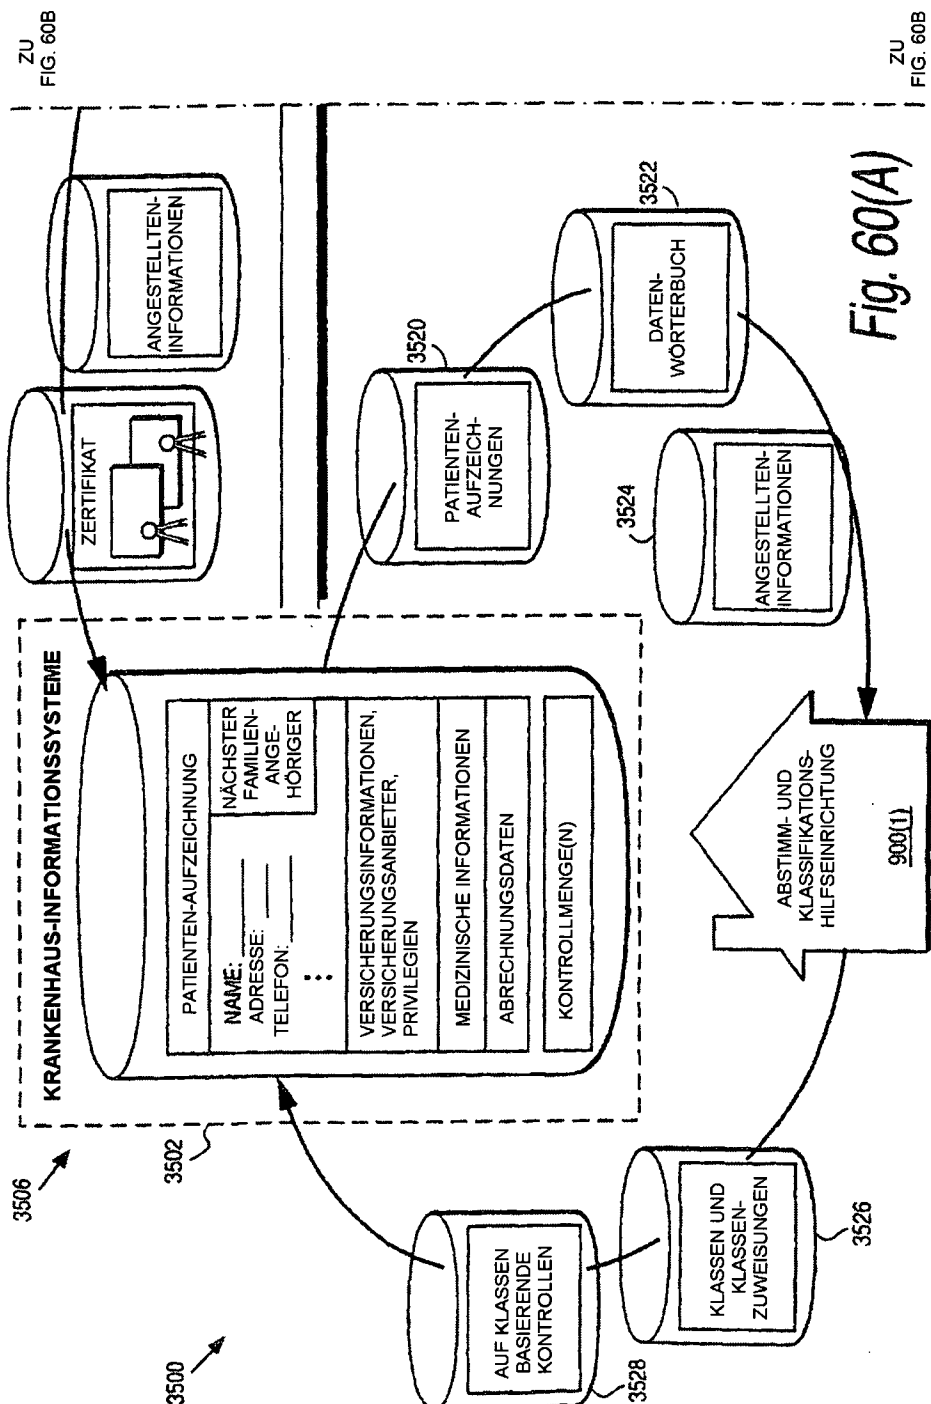 3500
3506
KRANKENHAUS-INFORMATIONSSYSTEME
3502
PATIENTEN-AUFZEICHNUNG
NAME:
ADRESSE:
TELEFON:
NÄCHSTER
FAMILIEN-
ANGE-
HÖRIGER
VERSICHERUNGSINFORMATIONEN,
VERSICHERUNGSANBIETER,
PRIVILEGIEN
MEDIZINISCHE INFORMATIONEN
ABRECHNUNGSDATEN
KONTROLLMENGE(N)
ZERTIFIKAT
ANGESTELLTEN-
INFORMATIONEN
ZU
FIG. 60B
3520
PATIENTEN-
AUFZEICH-
NUNGEN
3522
DATEN-
WÖRTERBUCH
3524
ANGESTELLTEN-
INFORMATIONEN
ABSTIMM- UND
KLASSIFIKATIONS-
HILFSEINRICHTUNG
900(1)
KLASSEN UND
KLASSEN-
ZUWEISUNGEN
3526
AUF KLASSEN
BASIERENDE
KONTROLLEN
3528
Fig. 60(A)
ZU
FIG. 60B